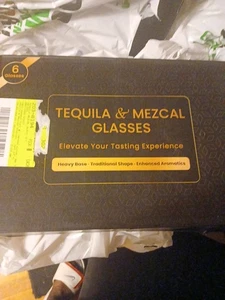 6
Glasses
TEQUILA & MEZCAL
GLASSES
Elevate Your Tasting Experience
Heavy Base · Traditional Shape · Enhanced Aromatics